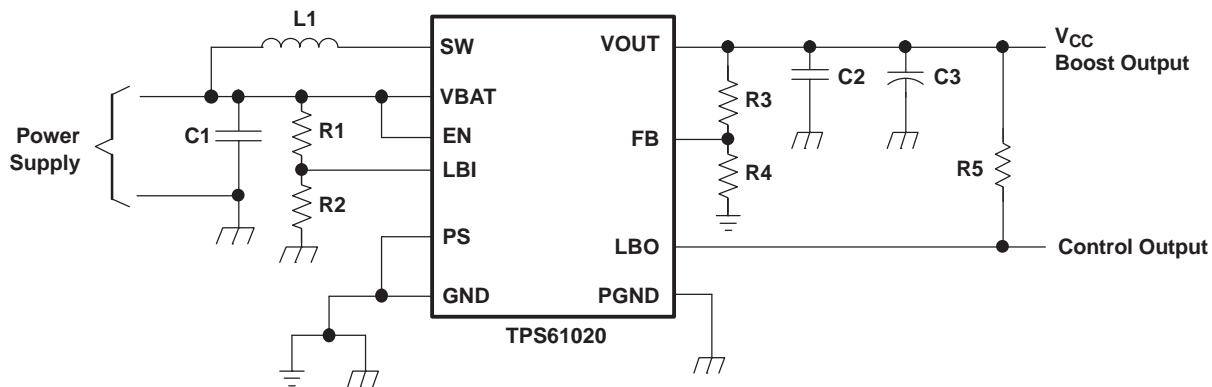 L1
SW
VOUT
VCC
Boost Output
C2
C3
R3
VBAT
Power
Supply
C1
R1
EN
FB
LBI
R4
R5
R2
PS
LBO
Control Output
GND
PGND
TPS61020